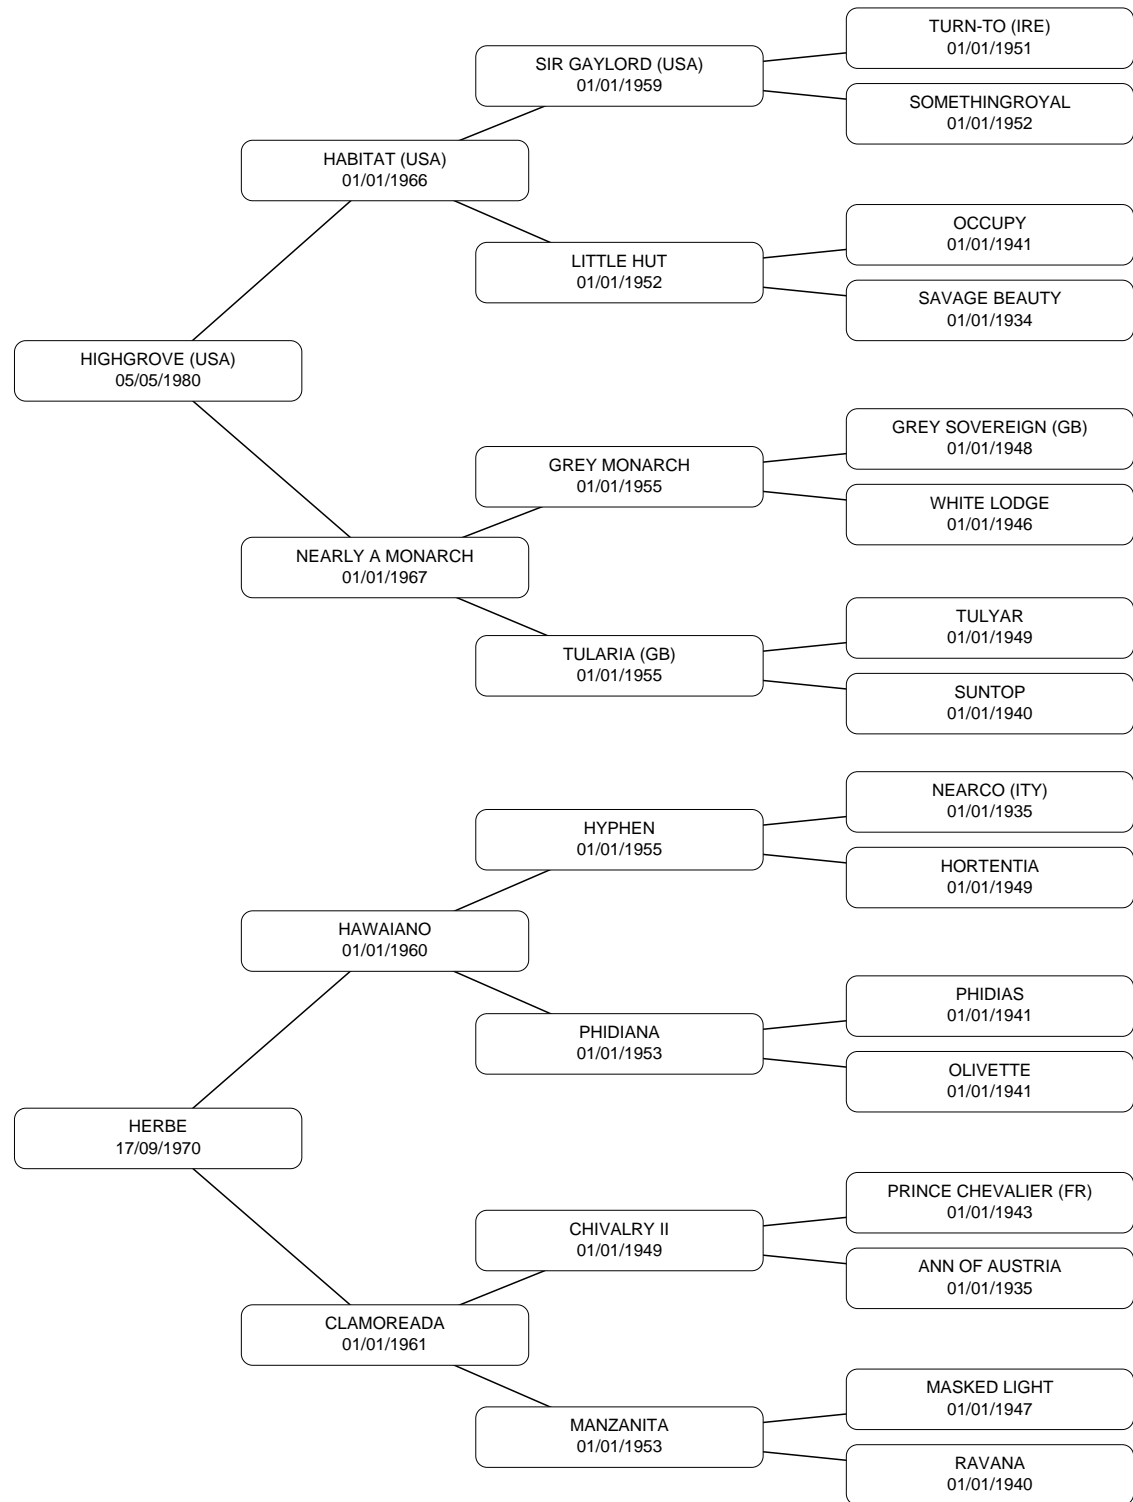 TURN-TO (IRE)
01/01/1951
SIR GAYLORD (USA)
01/01/1959
SOMETHINGROYAL
01/01/1952
HABITAT (USA)
01/01/1966
OCCUPY
01/01/1941
LITTLE HUT
01/01/1952
SAVAGE BEAUTY
01/01/1934
HIGHGROVE (USA)
05/05/1980
GREY SOVEREIGN (GB)
01/01/1948
GREY MONARCH
01/01/1955
WHITE LODGE
01/01/1946
NEARLY A MONARCH
01/01/1967
TULYAR
01/01/1949
TULARIA (GB)
01/01/1955
SUNTOP
01/01/1940
NEARCO (ITY)
01/01/1935
HYPHEN
01/01/1955
HORTENTIA
01/01/1949
HAWAIANO
01/01/1960
PHIDIAS
01/01/1941
PHIDIANA
01/01/1953
OLIVETTE
01/01/1941
HERBE
17/09/1970
PRINCE CHEVALIER (FR)
01/01/1943
CHIVALRY II
01/01/1949
ANN OF AUSTRIA
01/01/1935
CLAMOREADA
01/01/1961
MASKED LIGHT
01/01/1947
MANZANITA
01/01/1953
RAVANA
01/01/1940